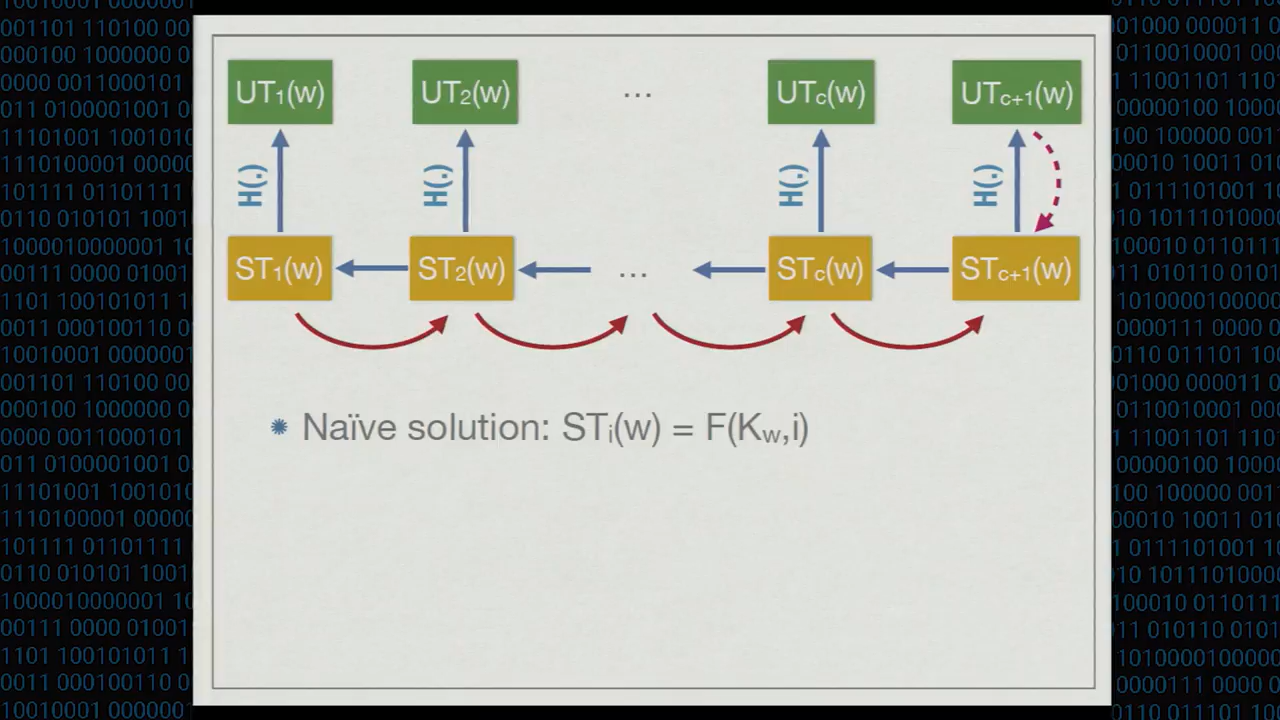 UT₁(w) UT₂(w) ... UTc(w) UTc+1(w)
H(.) H(.) H(.) H(.)
ST₁(w) ST₂(w) ... STc(w) STc+1(w)
Naïve solution: STᵢ(w) = F(Kw,i)